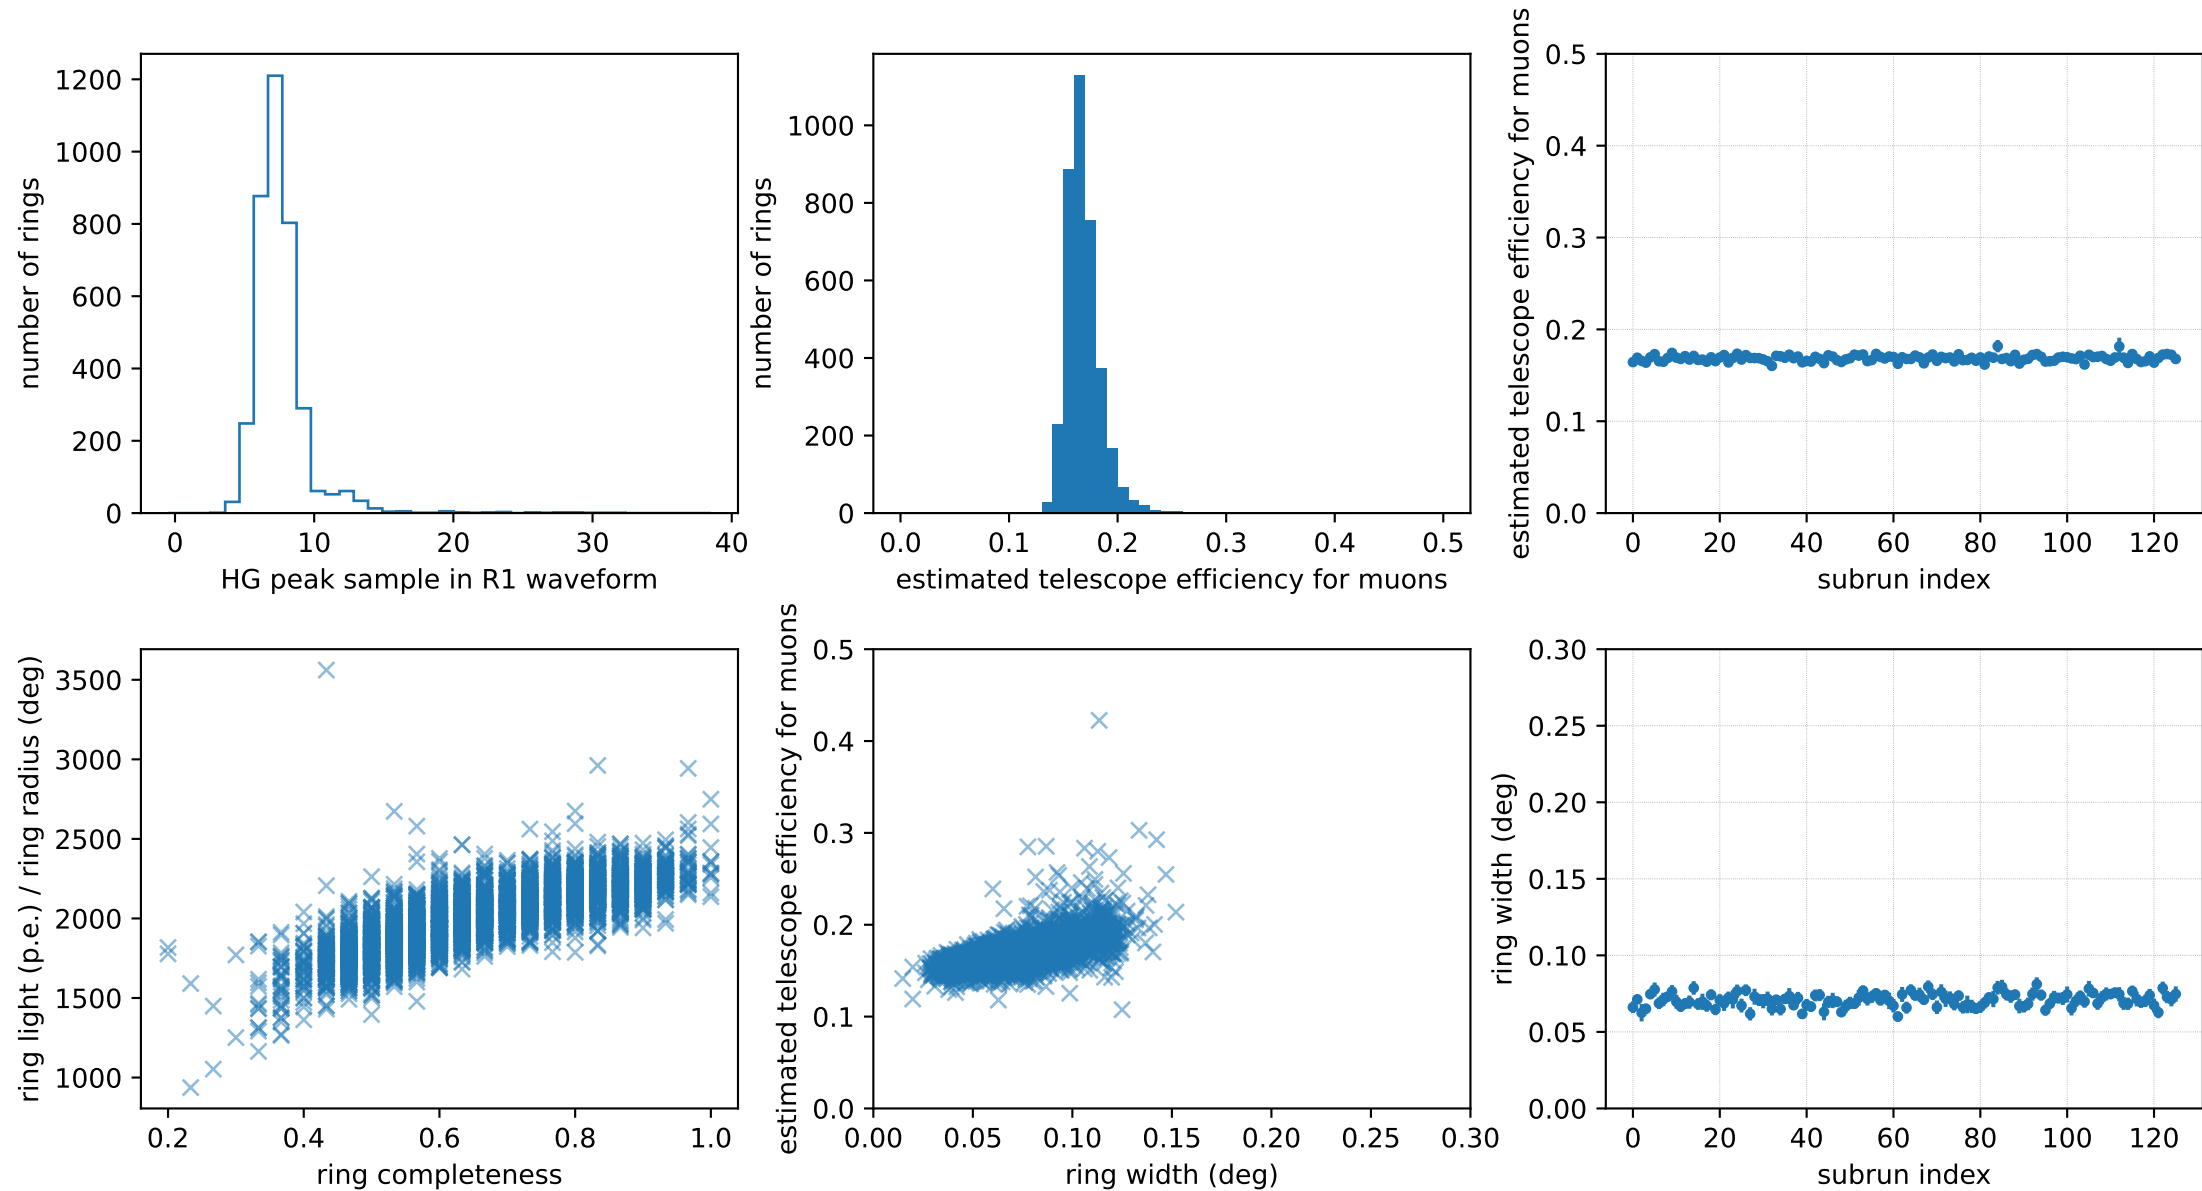 number of rings
1200
1000
800
600
400
200
0
0 10 20 30 40
HG peak sample in R1 waveform
number of rings
1000
800
600
400
200
0
0.0 0.1 0.2 0.3 0.4 0.5
estimated telescope efficiency for muons
estimated telescope efficiency for muons
0.5
0.4
0.3
0.2
0.1
0.0
0 20 40 60 80 100 120
subrun index
ring light (p.e.) / ring radius (deg)
3500
3000
2500
2000
1500
1000
0.2 0.4 0.6 0.8 1.0
ring completeness
estimated telescope efficiency for muons
0.5
0.4
0.3
0.2
0.1
0.0
0.00 0.05 0.10 0.15 0.20 0.25 0.30
ring width (deg)
ring width (deg)
0.30
0.25
0.20
0.15
0.10
0.05
0.00
0 20 40 60 80 100 120
subrun index